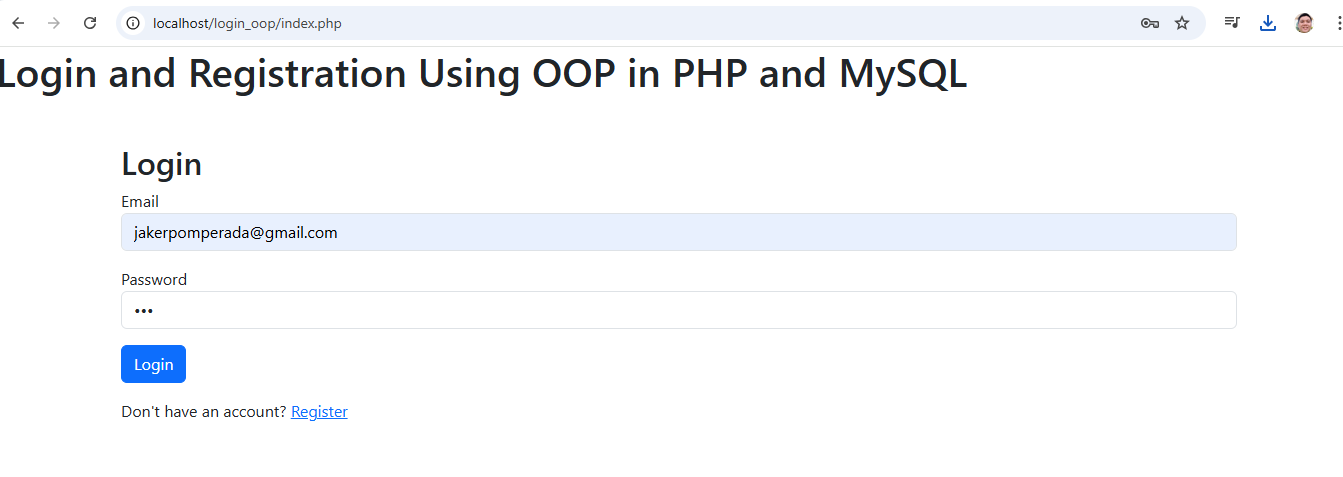 localhost/login_oop/index.php
Login and Registration Using OOP in PHP and MySQL
Login
Email
jakerpomperada@gmail.com
Password
•••
Login
Don't have an account? Register